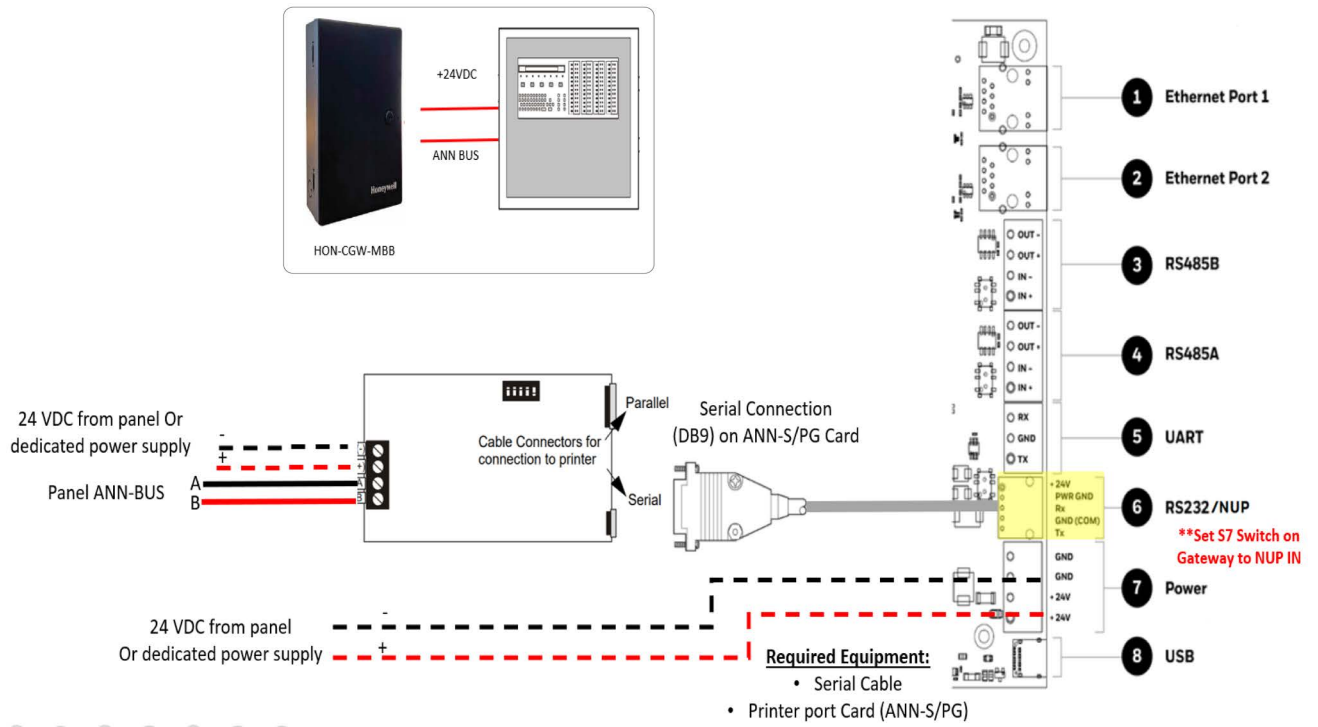 +24VDC
ANN BUS
Honeywell
HON-CGW-MBB
1 Ethernet Port 1
2 Ethernet Port 2
OUT -
OUT +
IN -
IN +
3 RS485B
OUT -
OUT +
IN -
IN +
4 RS485A
RX
GND
TX
5 UART
+ 24V
PWR GND
Rx
GND (COM)
Tx
6 RS232/NUP
**Set S7 Switch on
Gateway to NUP IN
GND
GND
+ 24V
+ 24V
7 Power
8 USB
24 VDC from panel Or
dedicated power supply
-
+
Panel ANN-BUS
A
B
-
+
A
B
Parallel
Cable Connectors for
connection to printer
Serial
Serial Connection
(DB9) on ANN-S/PG Card
24 VDC from panel
Or dedicated power supply
-
+
Required Equipment:
• Serial Cable
• Printer port Card (ANN-S/PG)